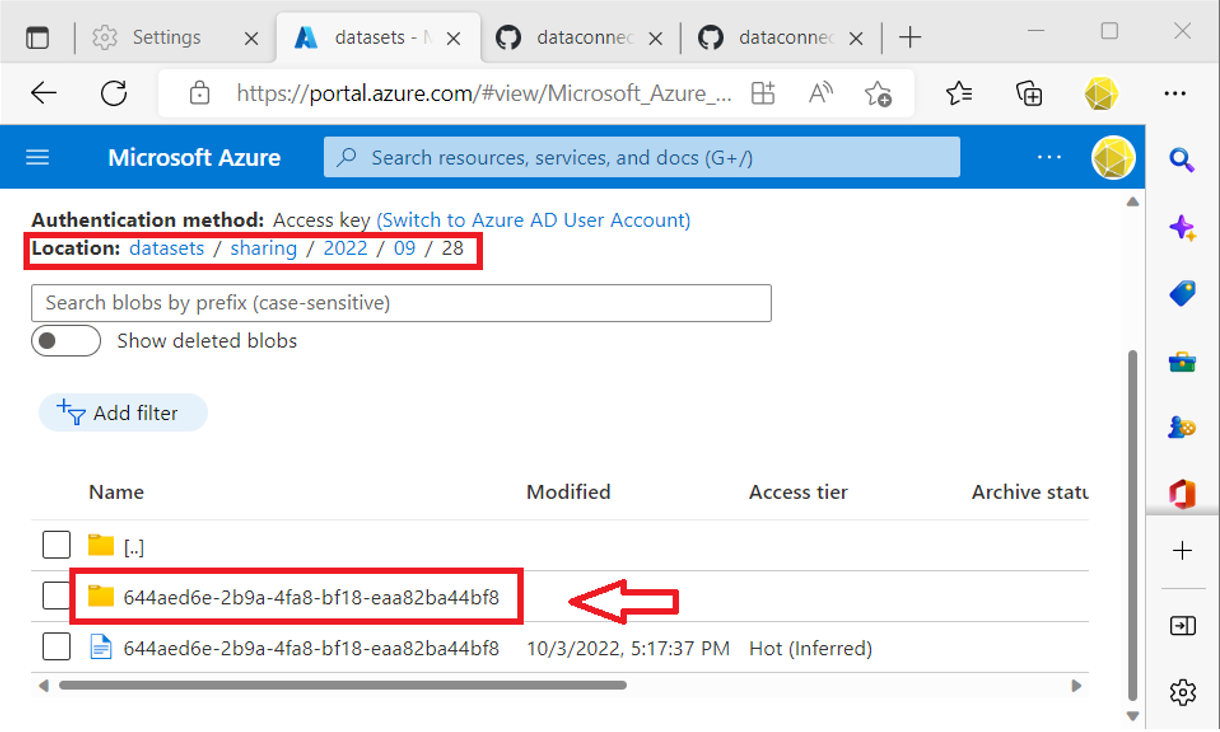 Settings datasets - M dataconnec dataconnec
https://portal.azure.com/#view/Microsoft_Azure_...
Microsoft Azure Search resources, services, and docs (G+/)
Authentication method: Access key (Switch to Azure AD User Account)
Location: datasets / sharing / 2022 / 09 / 28
Search blobs by prefix (case-sensitive)
Show deleted blobs
Add filter
Name Modified Access tier Archive statu
[..]
644aed6e-2b9a-4fa8-bf18-eaa82ba44bf8
644aed6e-2b9a-4fa8-bf18-eaa82ba44bf8 10/3/2022, 5:17:37 PM Hot (Inferred)